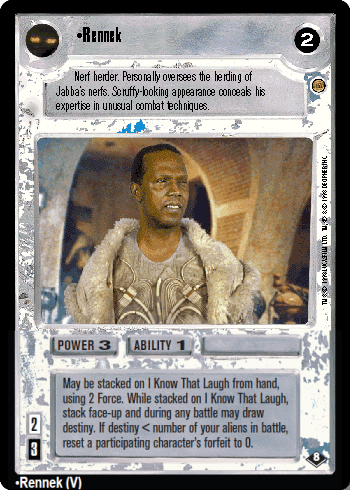 •Rennek
2
Nerf herder. Personally oversees the herding of
Jabba's nerfs. Scruffy-looking appearance conceals his
expertise in unusual combat techniques.
POWER 3 ABILITY 1
May be stacked on I Know That Laugh from hand,
using 2 Force. While stacked on I Know That Laugh,
stack face-up and during any battle may draw
destiny. If destiny < number of your aliens in battle,
reset a participating character's forfeit to 0.
2
3
8
•Rennek (V)